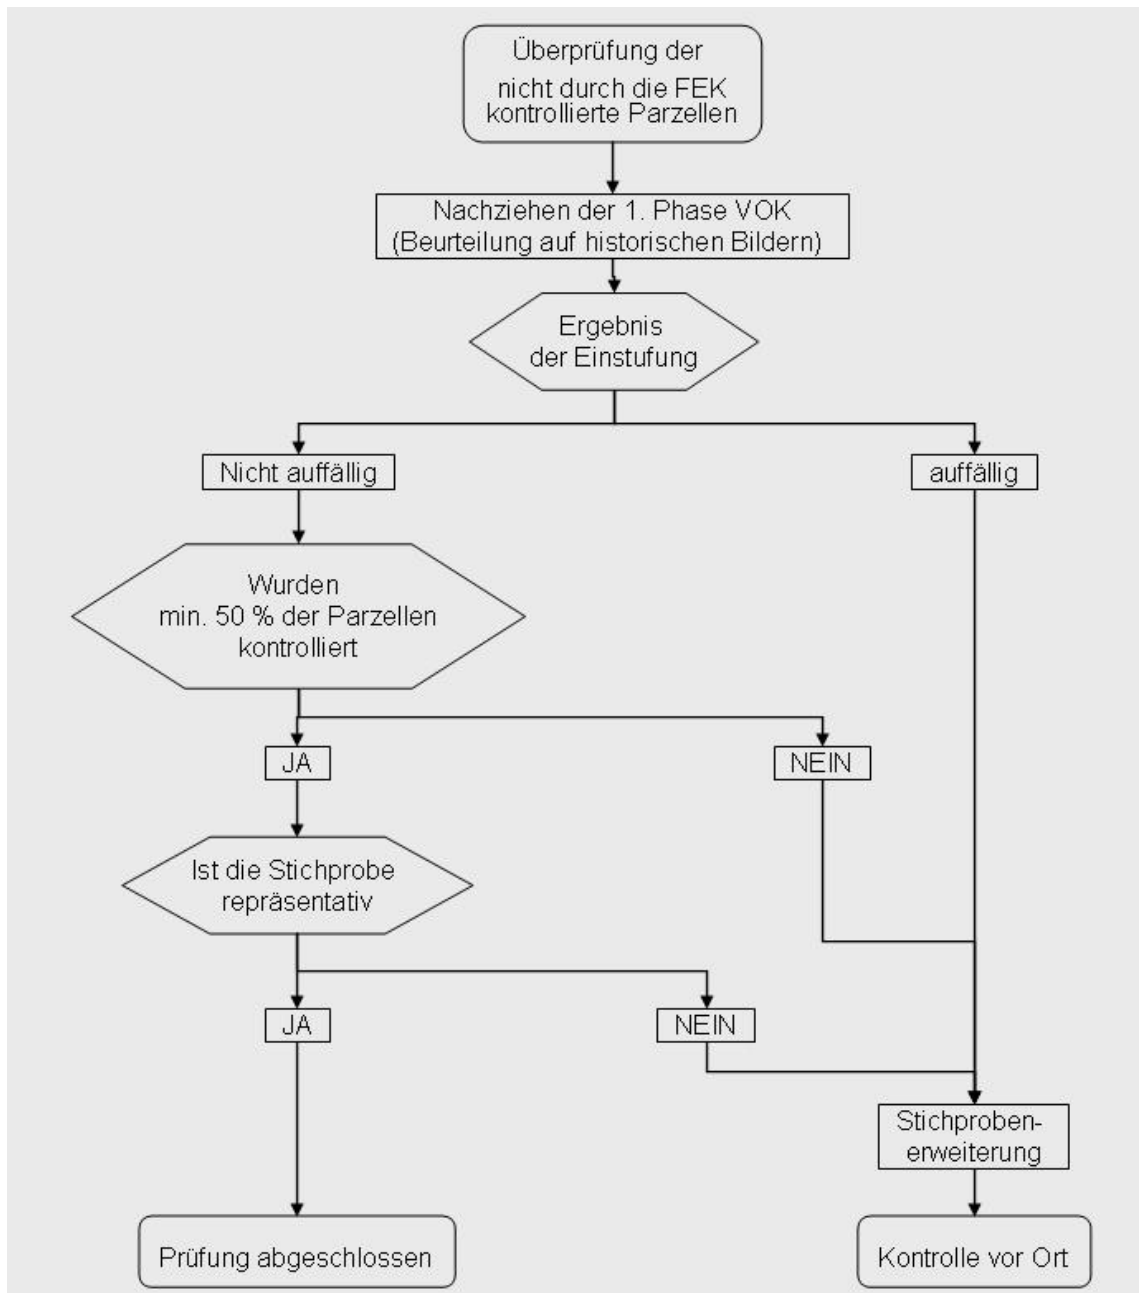 Überprüfung der
nicht durch die FEK
kontrollierte Parzellen
Nachziehen der 1. Phase VOK
(Beurteilung auf historischen Bildern)
Ergebnis
der Einstufung
Nicht auffällig
auffällig
Wurden
min. 50 % der Parzellen
kontrolliert
JA
NEIN
Ist die Stichprobe
repräsentativ
JA
NEIN
Stichproben-
erweiterung
Prüfung abgeschlossen
Kontrolle vor Ort